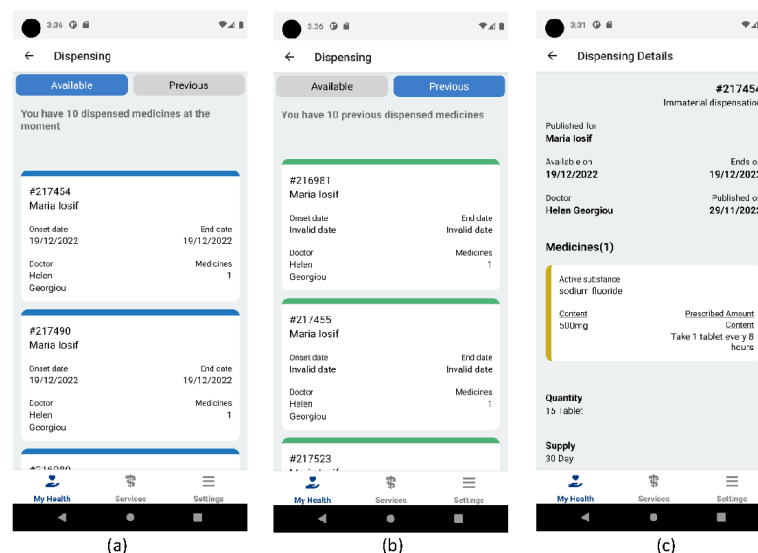 3:36
Dispensing
Available
Previous
You have 10 dispensed medicines at the
moment
#217454
Maria Iosif
Onset date
End date
19/12/2022
19/12/2022
Doctor
Medicines
Helen
1
Georgiou
#217490
Maria Iosif
Onset date
End date
19/12/2022
19/12/2022
Doctor
Medicines
Helen
1
Georgiou
My Health
Services
Settings
(a)
3:36
Dispensing
Available
Previous
You have 10 previous dispensed medicines
#216981
Maria Iosif
Onset date
End date
Invalid date
Invalid date
Doctor
Medicines
Helen
1
Georgiou
#217455
Maria Iosif
Onset date
End date
Invalid date
Invalid date
Doctor
Medicines
Helen
1
Georgiou
#217523
My Health
Services
Settings
(b)
3:31
Dispensing Details
#217454
Immaterial dispensation
Published for
Maria Iosif
Available on
Ends on
19/12/2022
19/12/2022
Doctor
Published on
Helen Georgiou
29/11/2022
Medicines(1)
Active substance
sodium fluoride
Content
Prescribed Amount
500mg
Content
Take 1 tablet every 8
hours
Quantity
15 Tablet
Supply
30 Day
My Health
Services
Settings
(c)